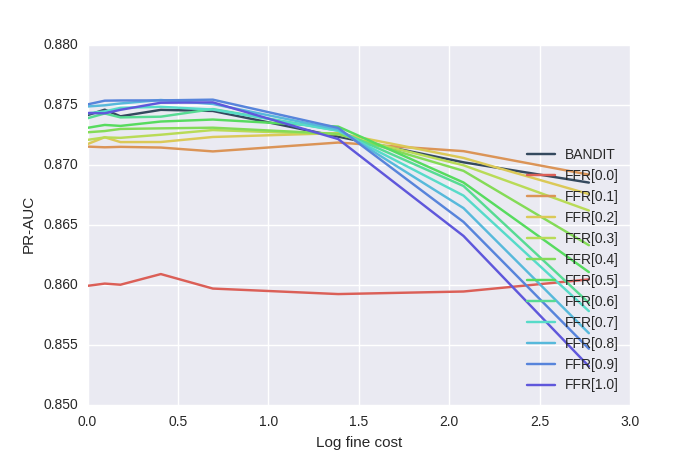 0.880
0.875
0.870
0.865
0.860
0.855
0.850
PR-AUC
0.0 0.5 1.0 1.5 2.0 2.5 3.0
Log fine cost
BANDIT
FFR[0.0]
FFR[0.1]
FFR[0.2]
FFR[0.3]
FFR[0.4]
FFR[0.5]
FFR[0.6]
FFR[0.7]
FFR[0.8]
FFR[0.9]
FFR[1.0]